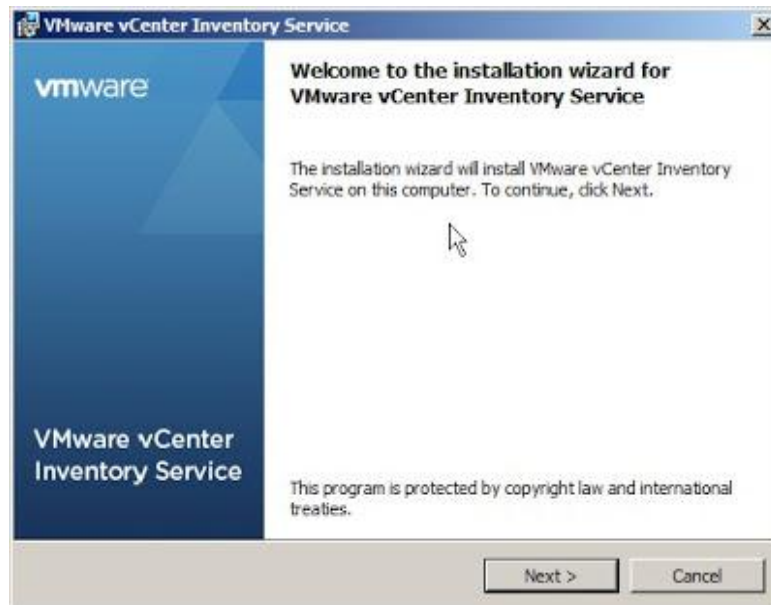 VMware vCenter Inventory Service
vmware
Welcome to the installation wizard for
VMware vCenter Inventory Service
The installation wizard will install VMware vCenter Inventory
Service on this computer. To continue, click Next.
VMware vCenter
Inventory Service
This program is protected by copyright law and international
treaties.
Next >
Cancel